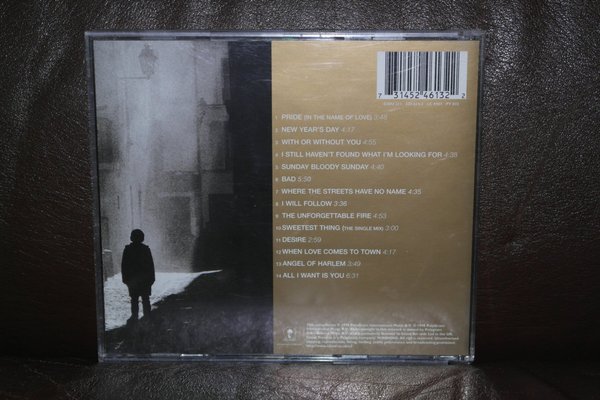 7 31452 46132 2
1 PRIDE (IN THE NAME OF LOVE) 3:48
2 NEW YEAR'S DAY 4:17
3 WITH OR WITHOUT YOU 4:55
4 I STILL HAVEN'T FOUND WHAT I'M LOOKING FOR 4:38
5 SUNDAY BLOODY SUNDAY 4:40
6 BAD 5:50
7 WHERE THE STREETS HAVE NO NAME 4:35
8 I WILL FOLLOW 3:36
9 THE UNFORGETTABLE FIRE 4:53
10 SWEETEST THING (THE SINGLE MIX) 3:00
11 DESIRE 2:59
12 WHEN LOVE COMES TO TOWN 4:17
13 ANGEL OF HARLEM 3:49
14 ALL I WANT IS YOU 6:31